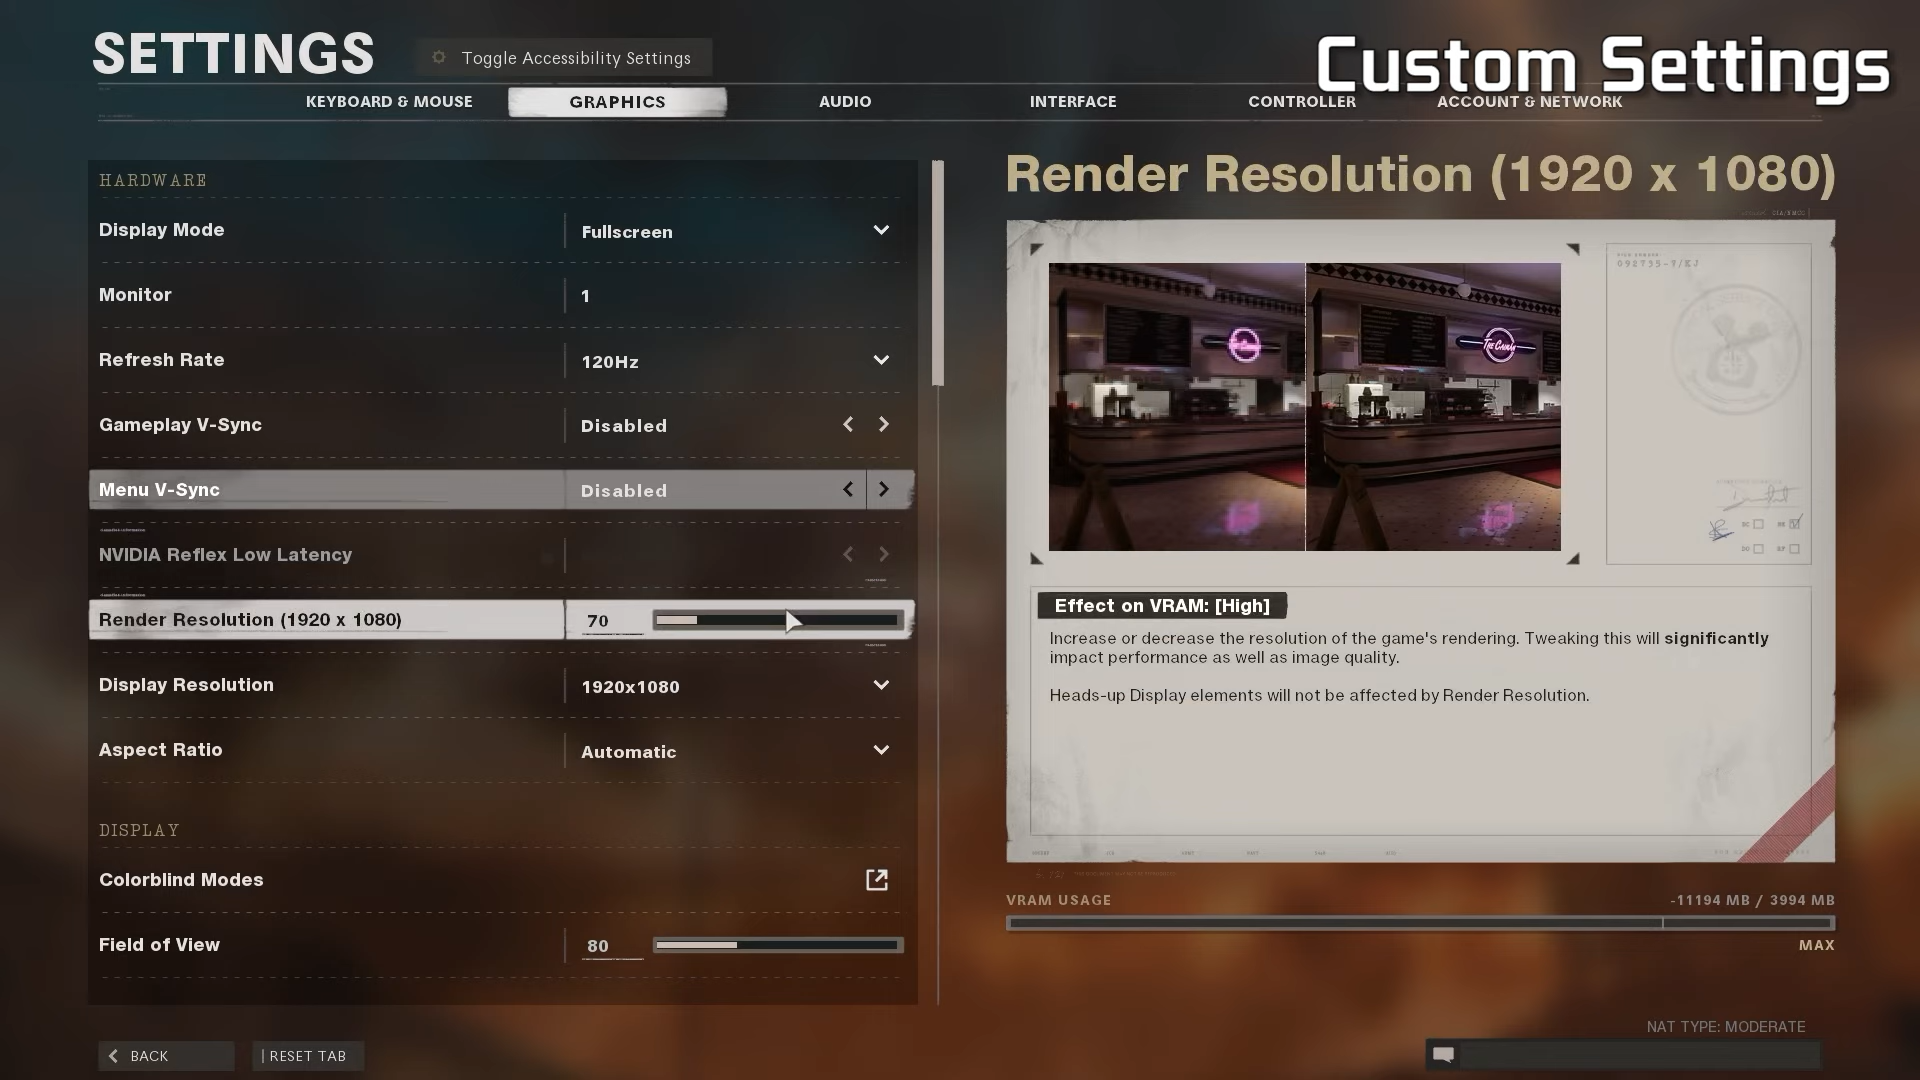 SETTINGS
Toggle Accessibility Settings
Custom Settings
KEYBOARD & MOUSE
GRAPHICS
AUDIO
INTERFACE
CONTROLLER
ACCOUNT & NETWORK
HARDWARE
Display Mode
Fullscreen
Monitor
1
Refresh Rate
120Hz
Gameplay V-Sync
Disabled
Menu V-Sync
Disabled
NVIDIA Reflex Low Latency
Render Resolution (1920 x 1080)
70
Display Resolution
1920x1080
Aspect Ratio
Automatic
DISPLAY
Colorblind Modes
Field of View
80
BACK
RESET TAB
Render Resolution (1920 x 1080)
092735-7/KJ
Effect on VRAM: [High]
Increase or decrease the resolution of the game's rendering. Tweaking this will significantly
impact performance as well as image quality.
Heads-up Display elements will not be affected by Render Resolution.
VRAM USAGE
-11194 MB / 3994 MB
MAX
NAT TYPE: MODERATE